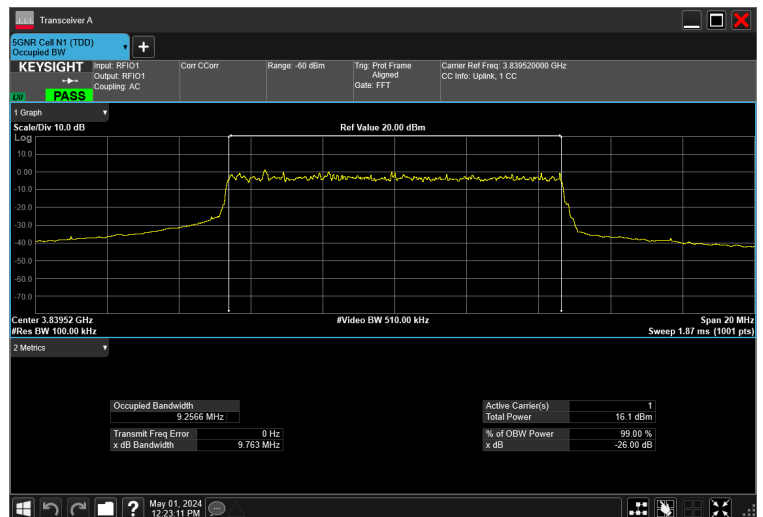 Transceiver A
5GNR Cell N1 (TDD)
Occupied BW
KEYSIGHT
Input: RFIO1
Output: RFIO1
Coupling: AC
Corr CCorr
Range: -60 dBm
Trig: Prot Frame
Aligned
Gate: FFT
Carrier Ref Freq: 3.839520000 GHz
CC Info: Uplink, 1 CC
LXI
PASS
1 Graph
Scale/Div 10.0 dB
Ref Value 20.00 dBm
Log
10.0
0.00
-10.0
-20.0
-30.0
-40.0
-50.0
-60.0
-70.0
Center 3.83952 GHz
#Video BW 510.00 kHz
Span 20 MHz
#Res BW 100.00 kHz
Sweep 1.87 ms (1001 pts)
2 Metrics
Occupied Bandwidth
9.2566 MHz
Transmit Freq Error 0 Hz
x dB Bandwidth 9.763 MHz
Active Carrier(s) 1
Total Power 16.1 dBm
% of OBW Power 99.00 %
x dB -26.00 dB
May 01, 2024
12:23:11 PM